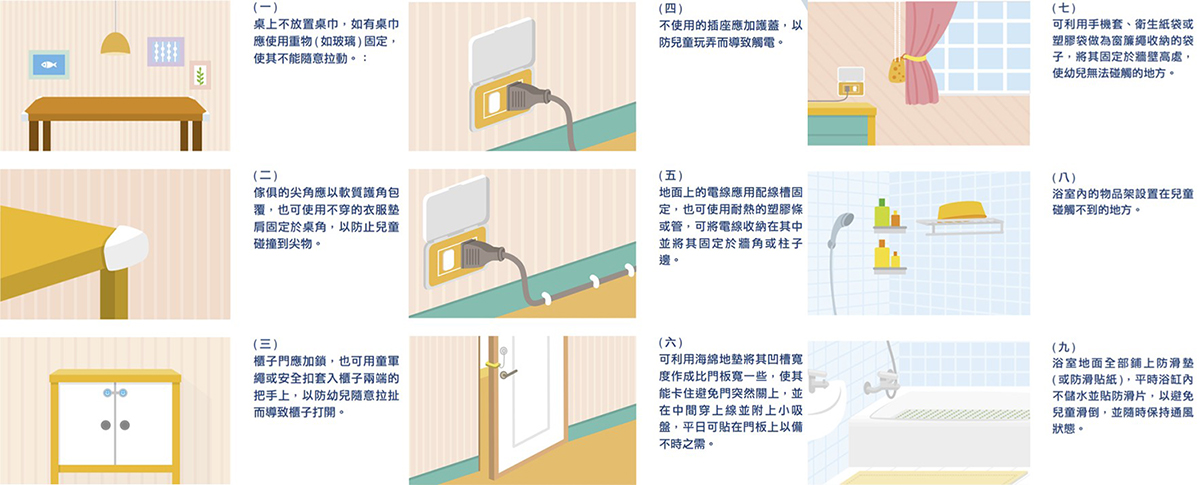 (一)
桌上不放置桌巾，如有桌巾
應使用重物(如玻璃)固定，
使其不能隨意拉動。：
(二)
傢俱的尖角應以軟質護角包
覆，也可使用不穿的衣服墊
肩固定於桌角，以防止兒童
碰撞到尖物。
(三)
櫃子門應加鎖，也可用童軍
繩或安全扣套入櫃子兩端的
把手上，以防幼兒隨意拉扯
而導致櫃子打開。
(四)
不使用的插座應加護蓋，以
防兒童玩弄而導致觸電。
(五)
地面上的電線應用配線槽固
定，也可使用耐熱的塑膠條
或管，可將電線收納在其中
並將其固定於牆角或柱子
邊。
(六)
可利用海綿地墊將其凹槽寬
度作成比門板寬一些，使其
能卡住避免門突然關上，並
在中間穿上線並附上小吸
盤，平日可貼在門板上以備
不時之需。
(七)
可利用手機套、衛生紙袋或
塑膠袋做為窗簾繩收納的袋
子，將其固定於牆壁高處，
使幼兒無法碰觸的地方。
(八)
浴室內的物品架設置在兒童
碰觸不到的地方。
(九)
浴室地面全部鋪上防滑墊
(或防滑貼紙)，平時浴缸內
不儲水並貼防滑片，以避免
兒童滑倒，並隨時保持通風
狀態。